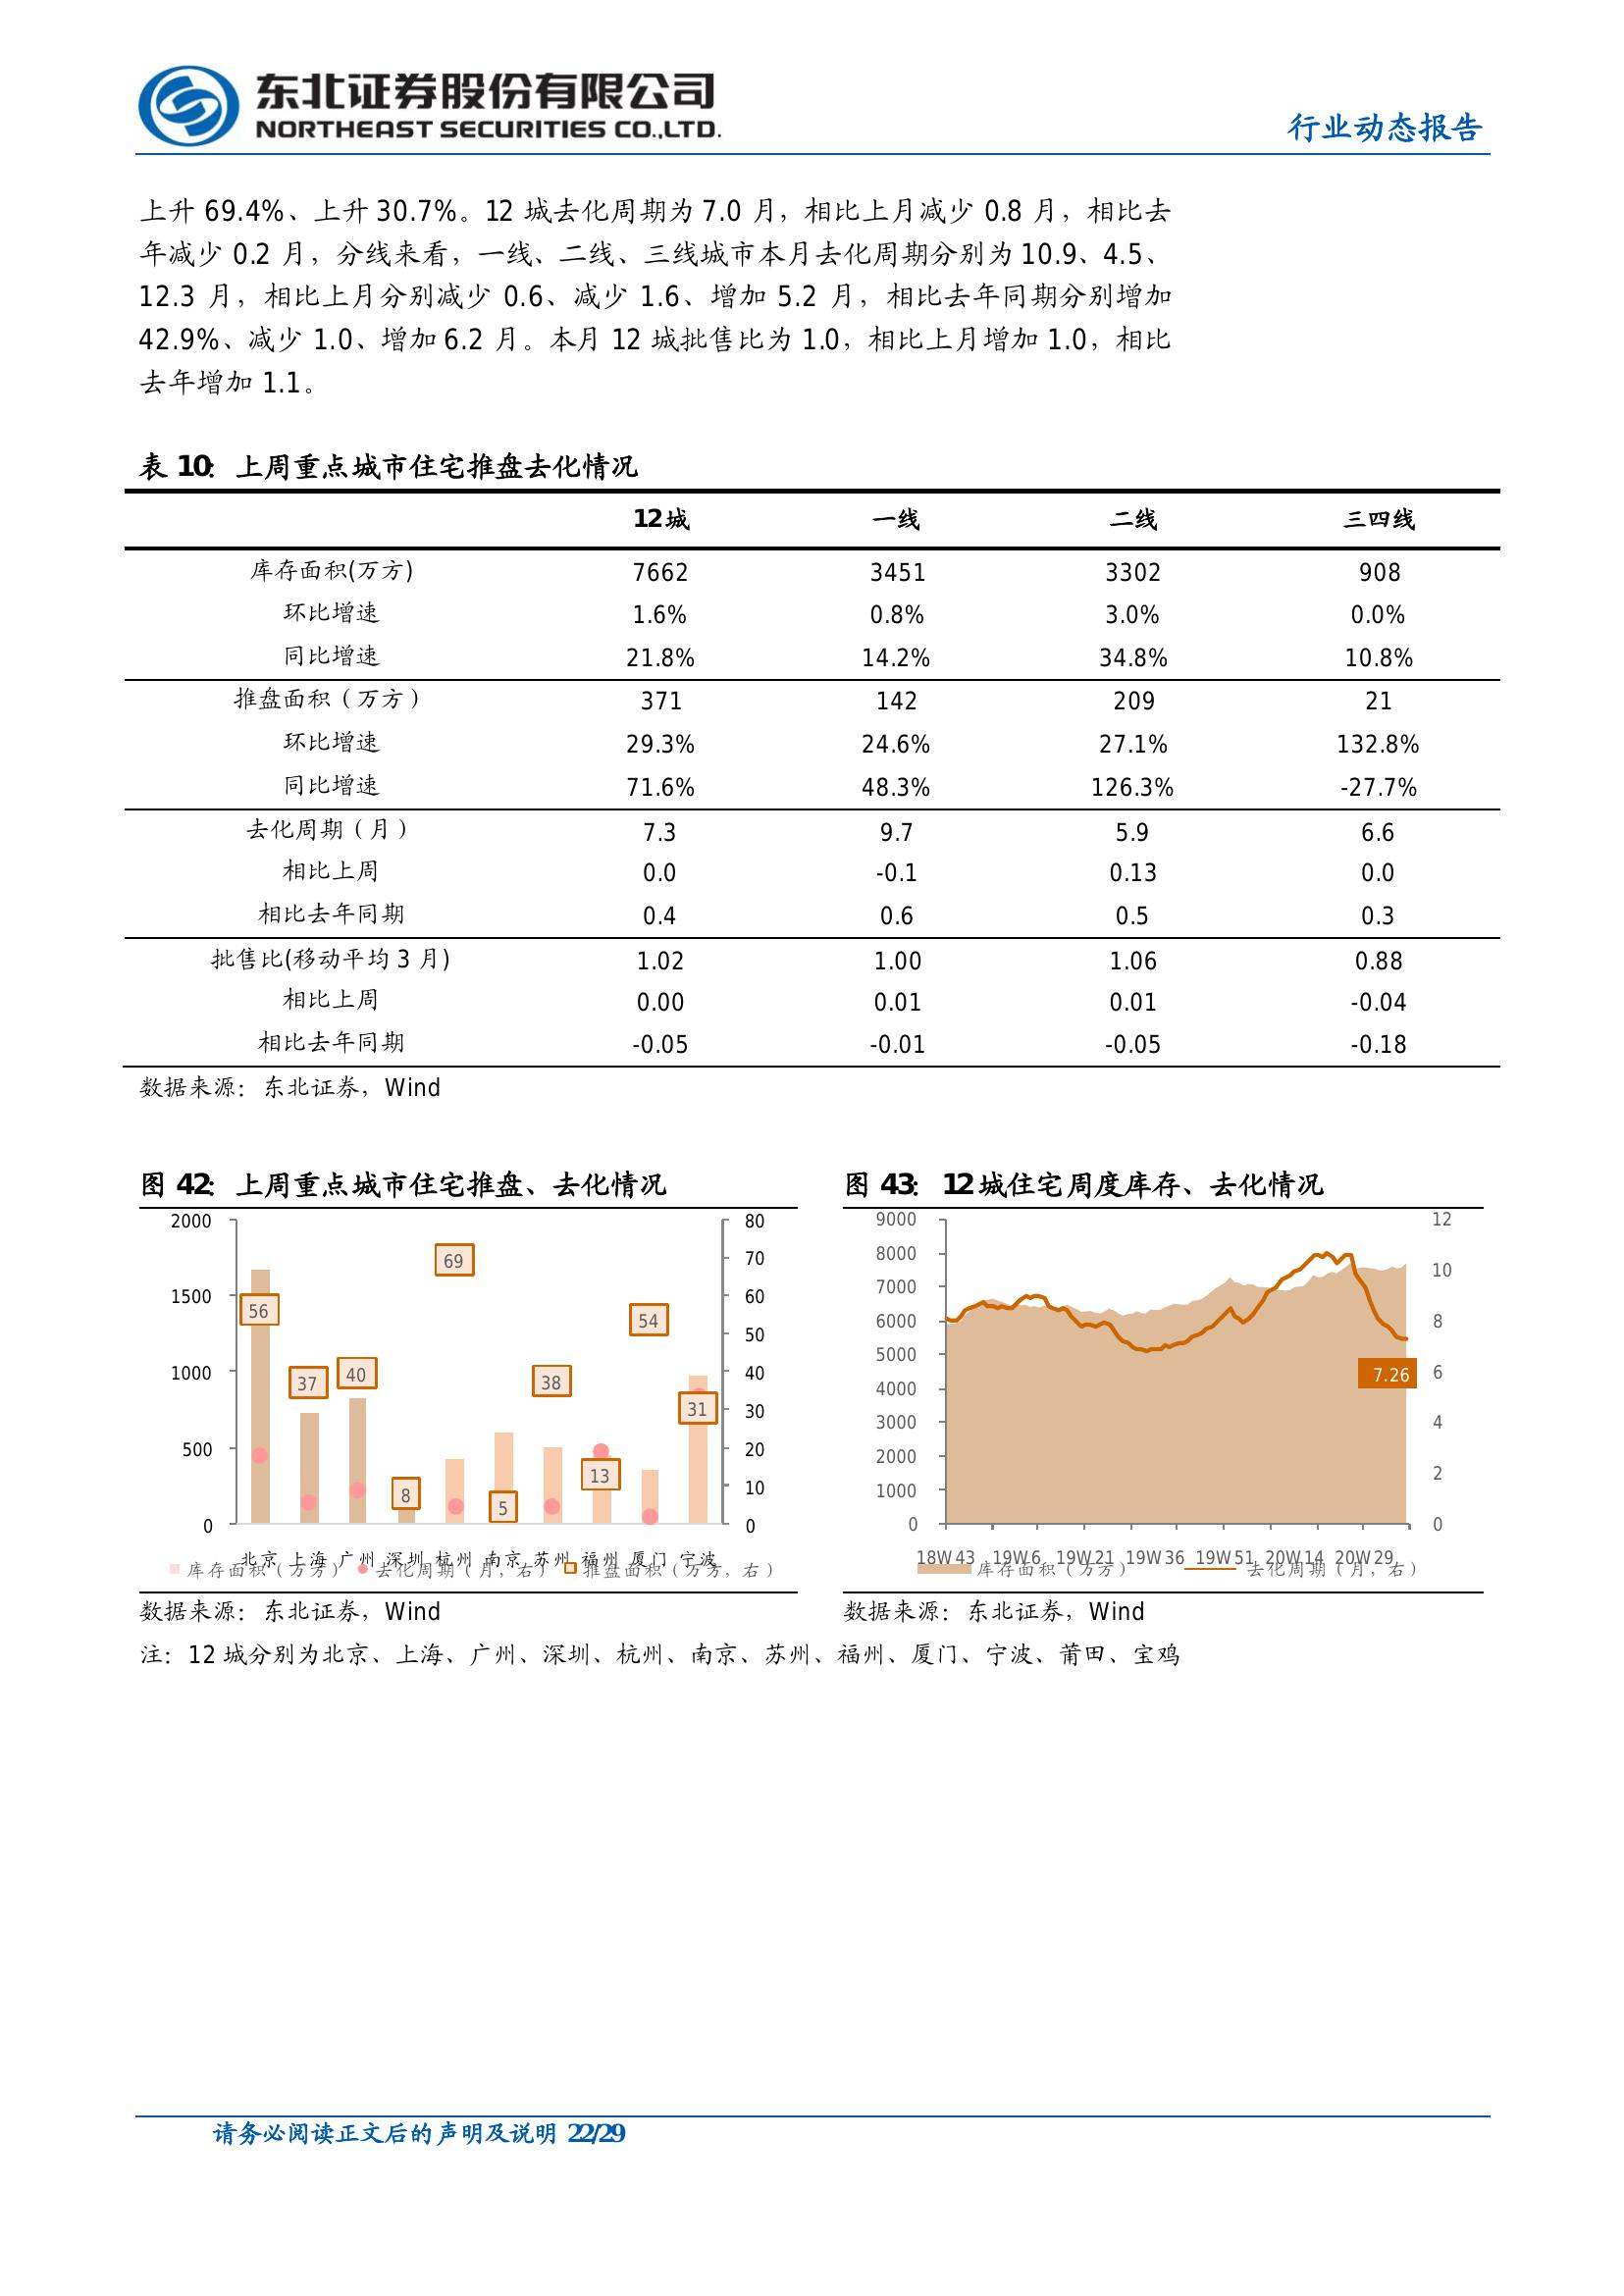 东北证券股份有限公司
NORTHEAST SECURITIES CO.,LTD.
行业动态报告
上升 69.4%、上升 30.7%。12 城去化周期为 7.0 月，相比上月减少 0.8 月，相比去
年减少 0.2 月，分线来看，一线、二线、三线城市本月去化周期分别为 10.9、4.5、
12.3 月，相比上月分别减少 0.6、减少 1.6、增加 5.2 月，相比去年同期分别增加
42.9%、减少 1.0、增加 6.2 月。本月 12 城批售比为 1.0，相比上月增加 1.0，相比
去年增加 1.1。
表 10：上周重点城市住宅推盘去化情况
12 城 一线 二线 三四线
库存面积(万方) 7662 3451 3302 908
环比增速 1.6% 0.8% 3.0% 0.0%
同比增速 21.8% 14.2% 34.8% 10.8%
推盘面积（万方） 371 142 209 21
环比增速 29.3% 24.6% 27.1% 132.8%
同比增速 71.6% 48.3% 126.3% -27.7%
去化周期（月） 7.3 9.7 5.9 6.6
相比上周 0.0 -0.1 0.13 0.0
相比去年同期 0.4 0.6 0.5 0.3
批售比(移动平均 3 月) 1.02 1.00 1.06 0.88
相比上周 0.00 0.01 0.01 -0.04
相比去年同期 -0.05 -0.01 -0.05 -0.18
数据来源：东北证券，Wind
图 42：上周重点城市住宅推盘、去化情况
2000
1500
1000
500
0
80
70
60
50
40
30
20
10
0
56
37
40
8
69
5
38
13
54
31
北京 上海 广州 深圳 杭州 南京 苏州 福州 厦门 宁波
库存面积（万方） 去化周期（月，右） 推盘面积（万方，右）
数据来源：东北证券，Wind
图 43：12 城住宅周度库存、去化情况
9000
8000
7000
6000
5000
4000
3000
2000
1000
0
12
10
8
6
4
2
0
7.26
18W43 19W6 19W21 19W36 19W51 20W14 20W29
库存面积（万方） 去化周期（月，右）
数据来源：东北证券，Wind
注：12 城分别为北京、上海、广州、深圳、杭州、南京、苏州、福州、厦门、宁波、莆田、宝鸡
请务必阅读正文后的声明及说明 22/29